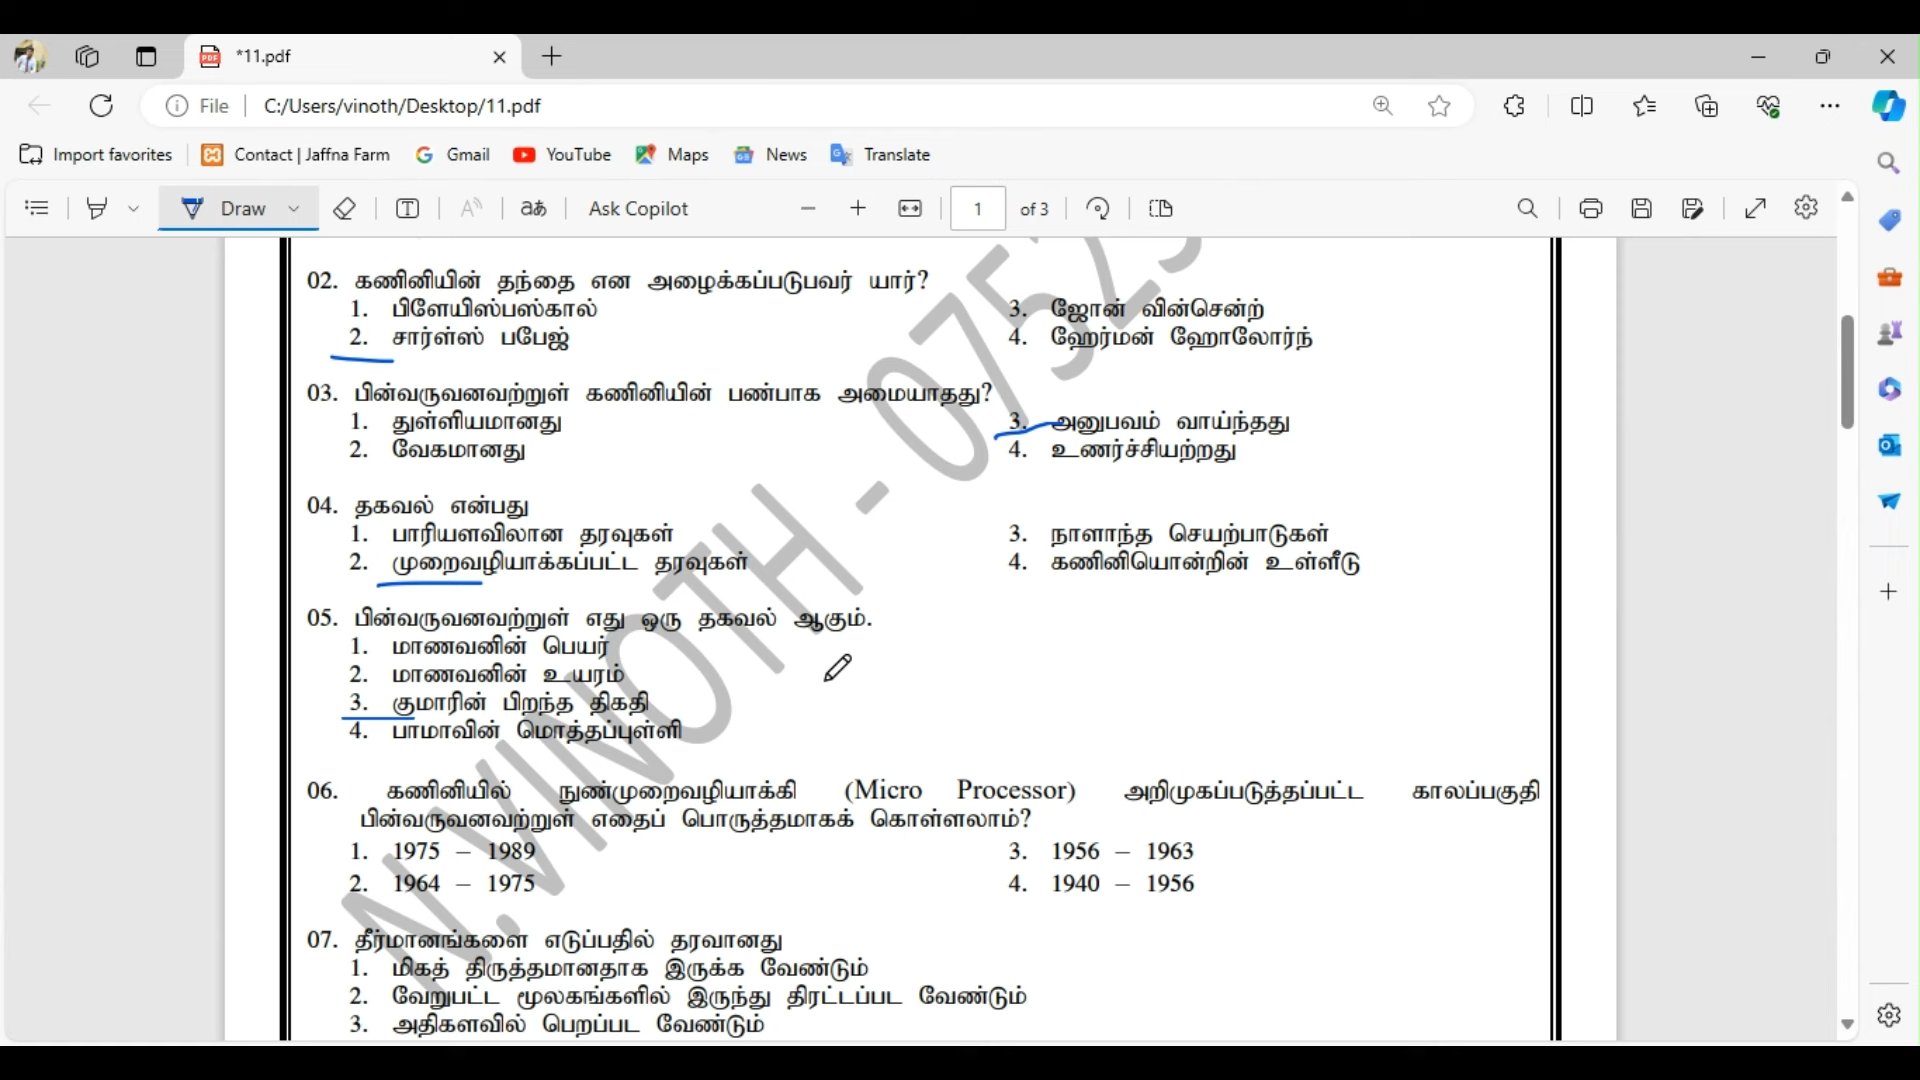 *11.pdf
File
C:/Users/vinoth/Desktop/11.pdf
Import favorites
Contact | Jaffna Farm
Gmail
YouTube
Maps
News
Translate
Draw
Ask Copilot
1 of 3
02. கணினியின் தந்தை என அழைக்கப்படுபவர் யார்?
1. பிளேயிஸ்பஸ்கால்
3. ஜோன் வின்சென்ற்
2. சார்ள்ஸ் பபேஜ்
4. ஹேர்மன் ஹோலோர்ந்
03. பின்வருவனவற்றுள் கணினியின் பண்பாக அமையாதது?
1. துள்ளியமானது
3. அனுபவம் வாய்ந்தது
2. வேகமானது
4. உணர்ச்சியற்றது
04. தகவல் என்பது
1. பாரியளவிலான தரவுகள்
3. நாளாந்த செயற்பாடுகள்
2. முறைவழியாக்கப்பட்ட தரவுகள்
4. கணினியொன்றின் உள்ளீடு
05. பின்வருவனவற்றுள் எது ஒரு தகவல் ஆகும்.
1. மாணவனின் பெயர்
2. மாணவனின் உயரம்
3. குமாரின் பிறந்த திகதி
4. பாமாவின் மொத்தப்புள்ளி
06. கணினியில் நுண்முறைவழியாக்கி (Micro Processor) அறிமுகப்படுத்தப்பட்ட காலப்பகுதி
பின்வருவனவற்றுள் எதைப் பொருத்தமாகக் கொள்ளலாம்?
1. 1975 – 1989
3. 1956 – 1963
2. 1964 – 1975
4. 1940 – 1956
07. தீர்மானங்களை எடுப்பதில் தரவானது
1. மிகத் திருத்தமானதாக இருக்க வேண்டும்
2. வேறுபட்ட மூலகங்களில் இருந்து திரட்டப்பட வேண்டும்
3. அதிகளவில் பெறப்பட வேண்டும்
N.VINOTH - 0752